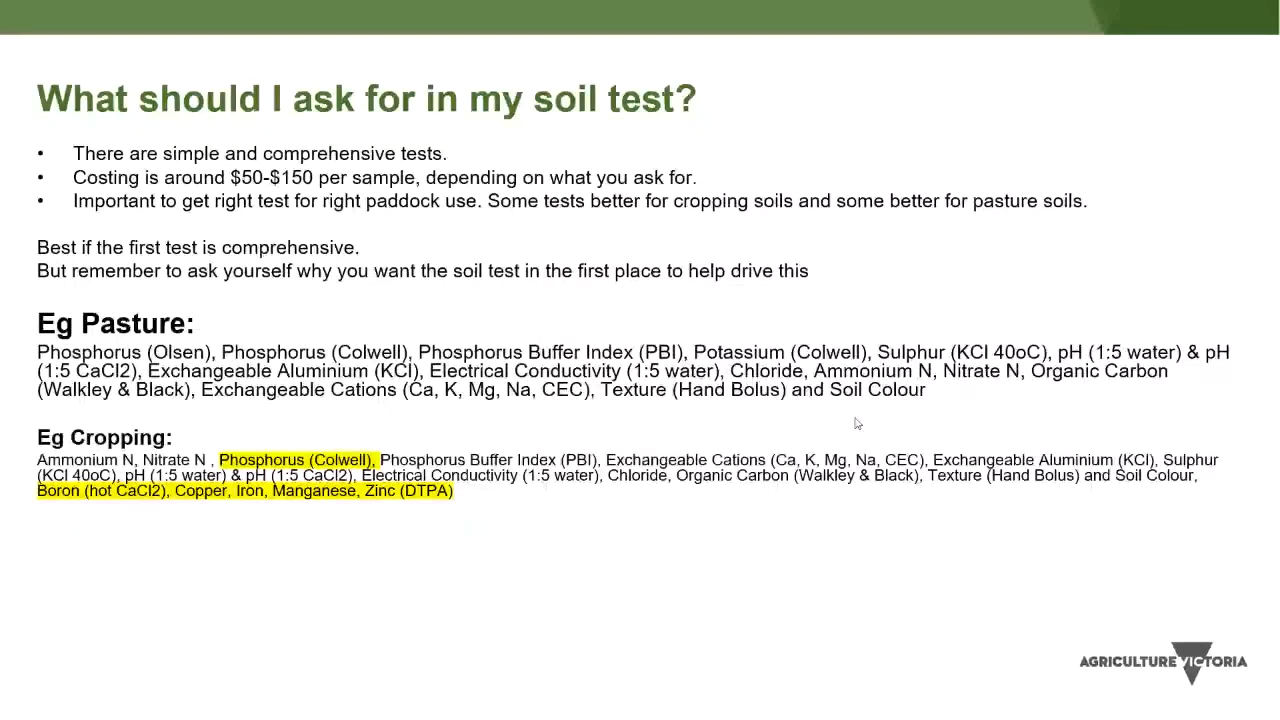 What should I ask for in my soil test?
• There are simple and comprehensive tests.
• Costing is around $50-$150 per sample, depending on what you ask for.
• Important to get right test for right paddock use. Some tests better for cropping soils and some better for pasture soils.
Best if the first test is comprehensive.
But remember to ask yourself why you want the soil test in the first place to help drive this
Eg Pasture:
Phosphorus (Olsen), Phosphorus (Colwell), Phosphorus Buffer Index (PBI), Potassium (Colwell), Sulphur (KCl 40oC), pH (1:5 water) & pH
(1:5 CaCl2), Exchangeable Aluminium (KCl), Electrical Conductivity (1:5 water), Chloride, Ammonium N, Nitrate N, Organic Carbon
(Walkley & Black), Exchangeable Cations (Ca, K, Mg, Na, CEC), Texture (Hand Bolus) and Soil Colour
Eg Cropping:
Ammonium N, Nitrate N , Phosphorus (Colwell), Phosphorus Buffer Index (PBI), Exchangeable Cations (Ca, K, Mg, Na, CEC), Exchangeable Aluminium (KCl), Sulphur
(KCl 40oC), pH (1:5 water) & pH (1:5 CaCl2), Electrical Conductivity (1:5 water), Chloride, Organic Carbon (Walkley & Black), Texture (Hand Bolus) and Soil Colour,
Boron (hot CaCl2), Copper, Iron, Manganese, Zinc (DTPA)
AGRICULTURE VICTORIA